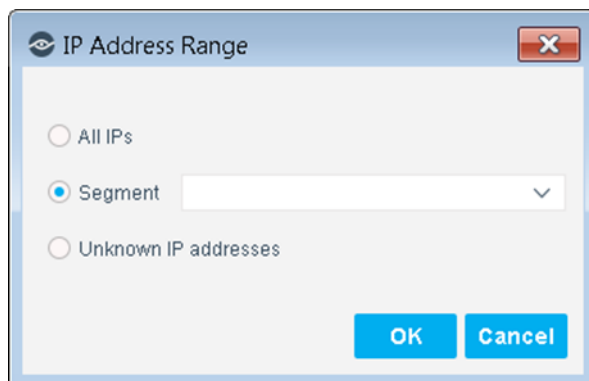 IP Address Range
All IPs
Segment
Unknown IP addresses
OK Cancel